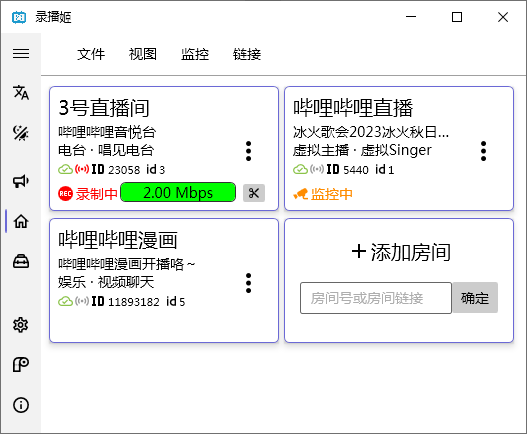 录播姬
文件 视图 监控 链接
3号直播间
哔哩哔哩音悦台
电台 · 唱见电台
ID 23058 id 3
REC 录制中 2.00 Mbps
哔哩哔哩直播
冰火歌会2023冰火秋日...
虚拟主播 · 虚拟Singer
ID 5440 id 1
监控中
哔哩哔哩漫画
哔哩哔哩漫画开播咯～
娱乐 · 视频聊天
ID 11893182 id 5
＋添加房间
房间号或房间链接 确定